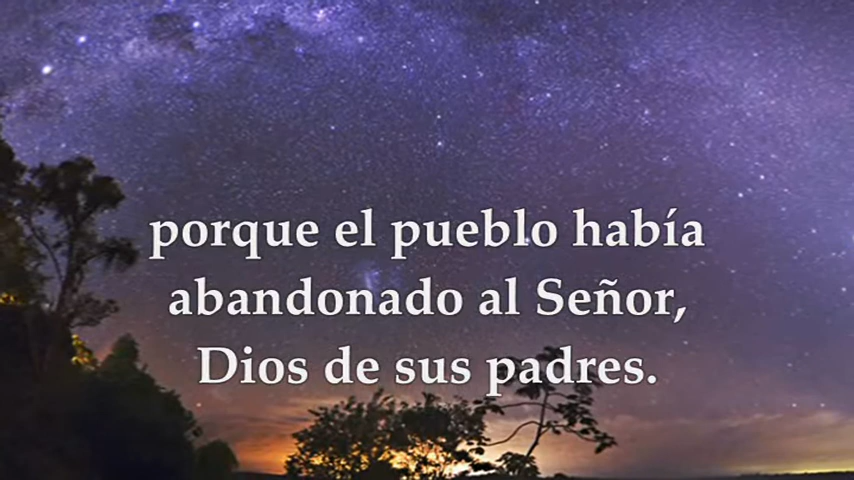 porque el pueblo había
abandonado al Señor,
Dios de sus padres.